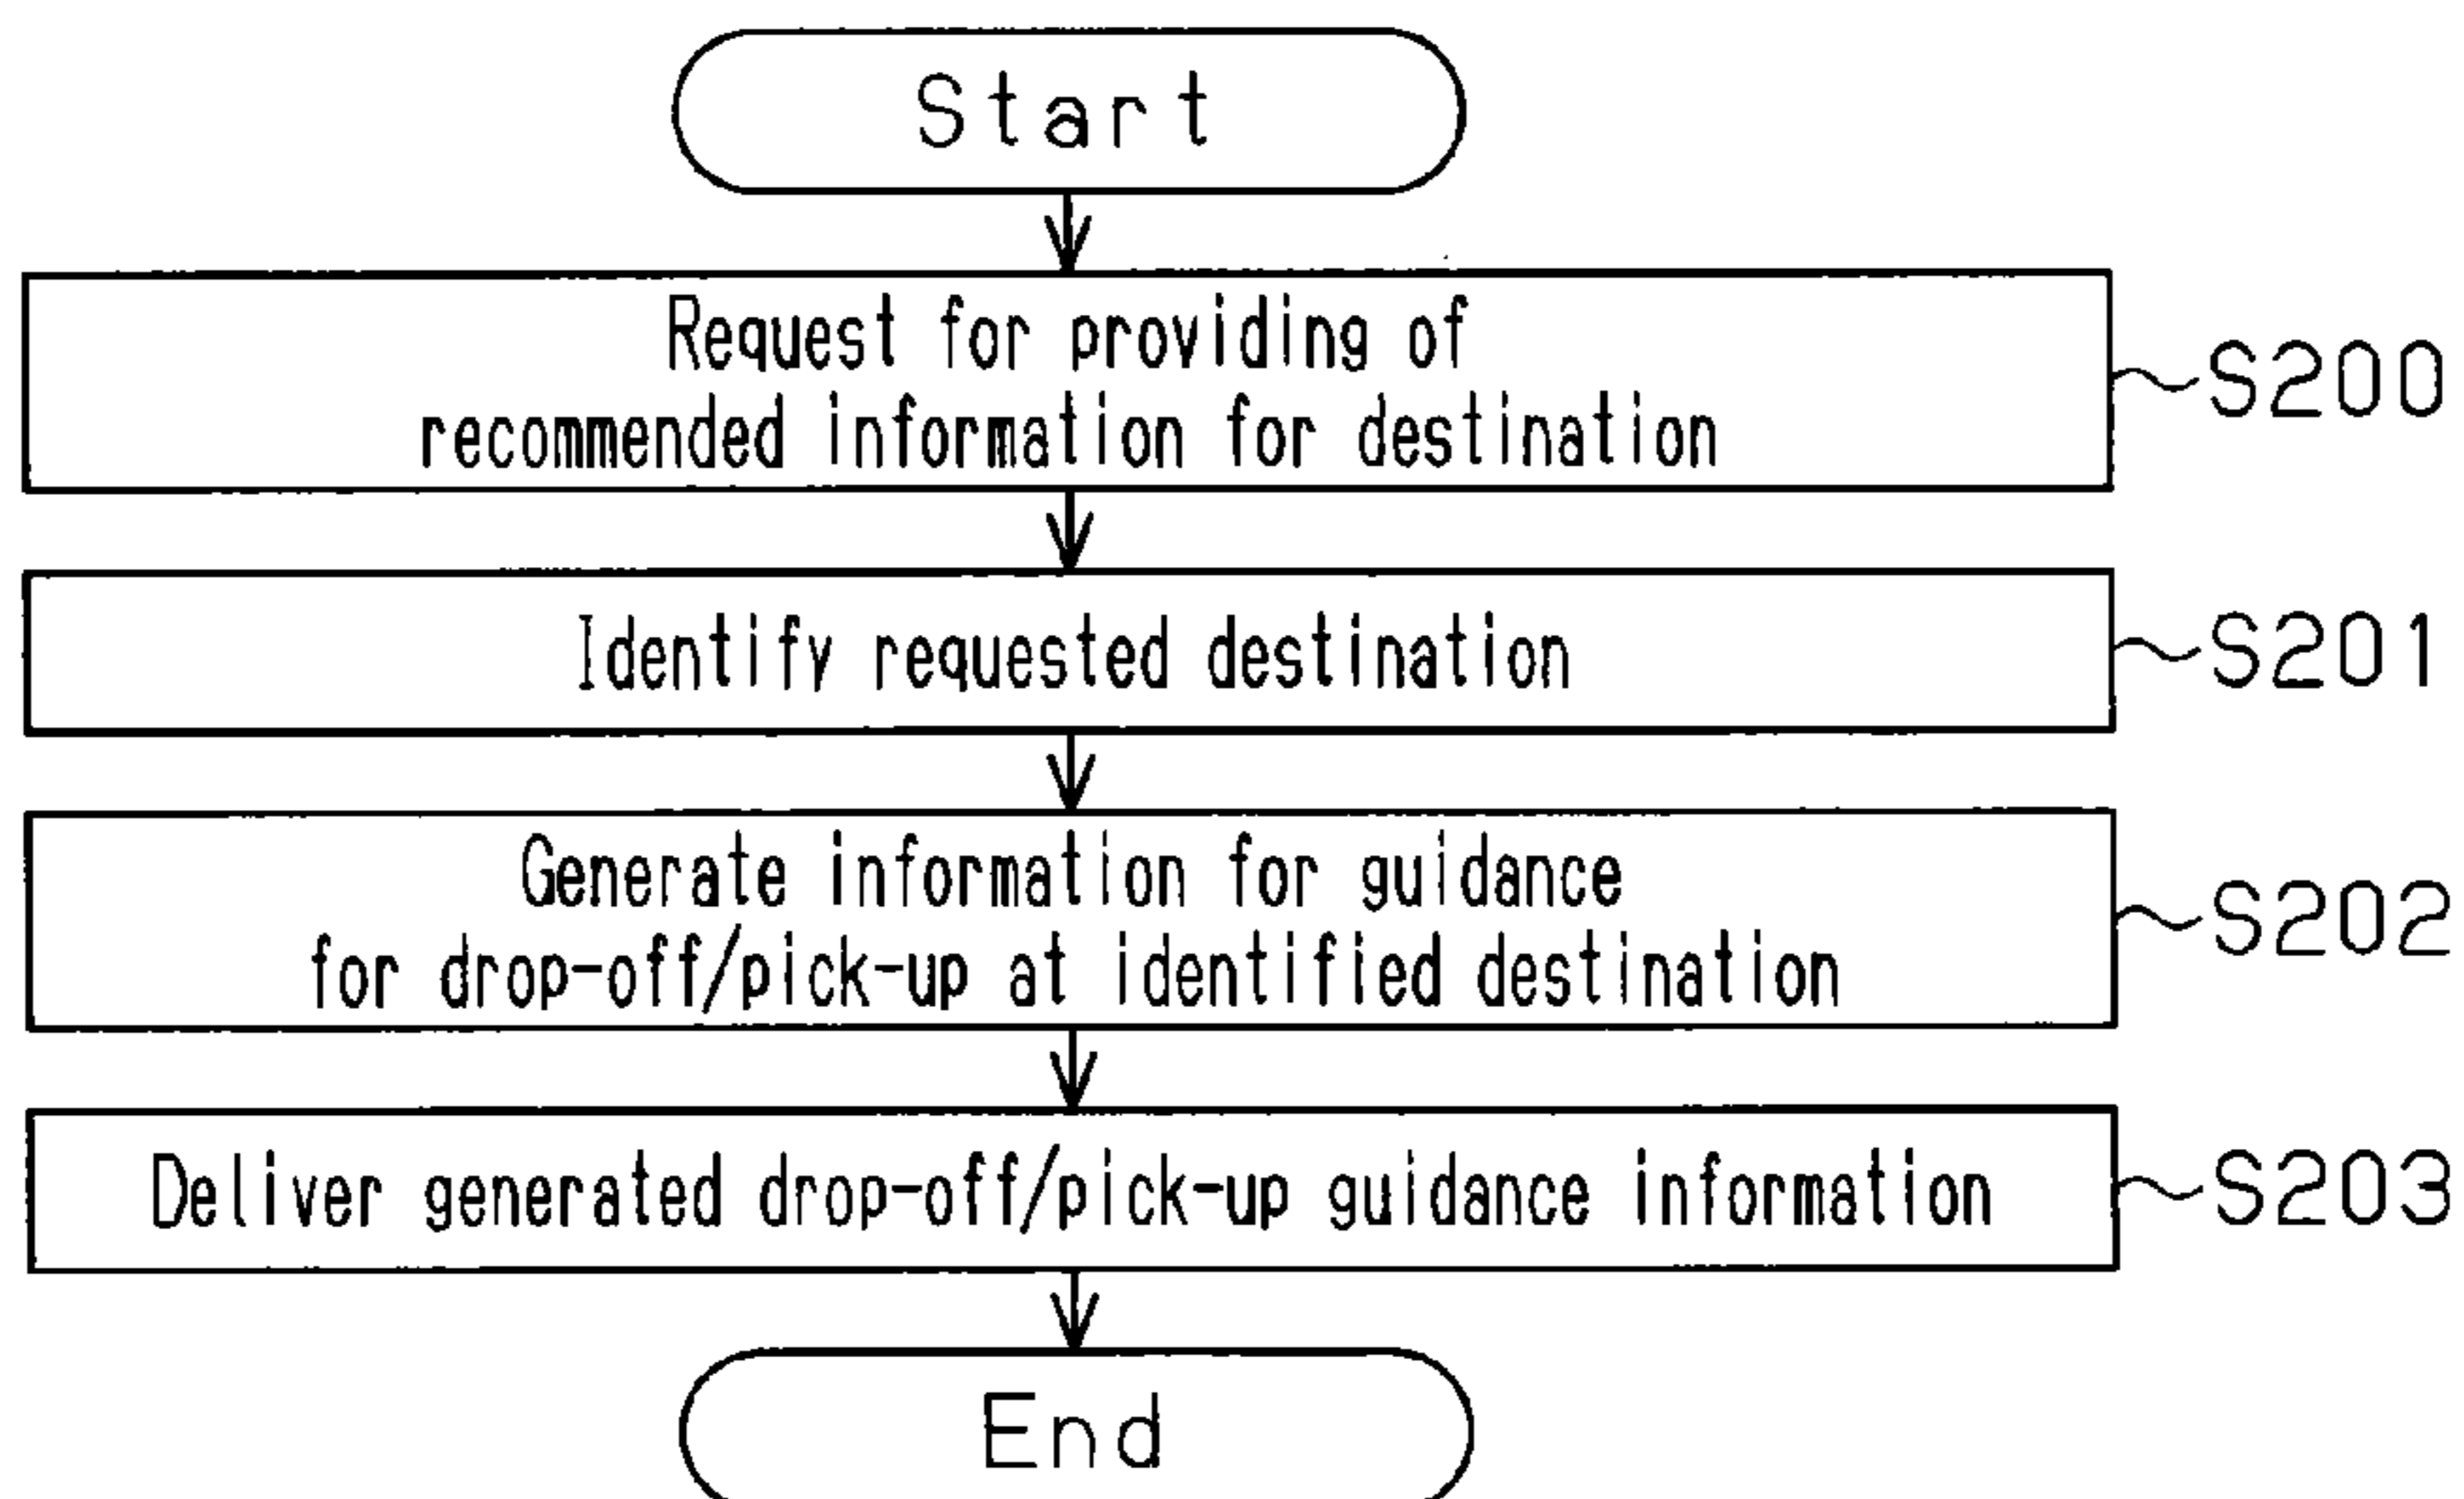 Start
Request for providing of
recommended information for destination
S200
Identify requested destination
S201
Generate information for guidance
for drop-off/pick-up at identified destination
S202
Deliver generated drop-off/pick-up guidance information
S203
End